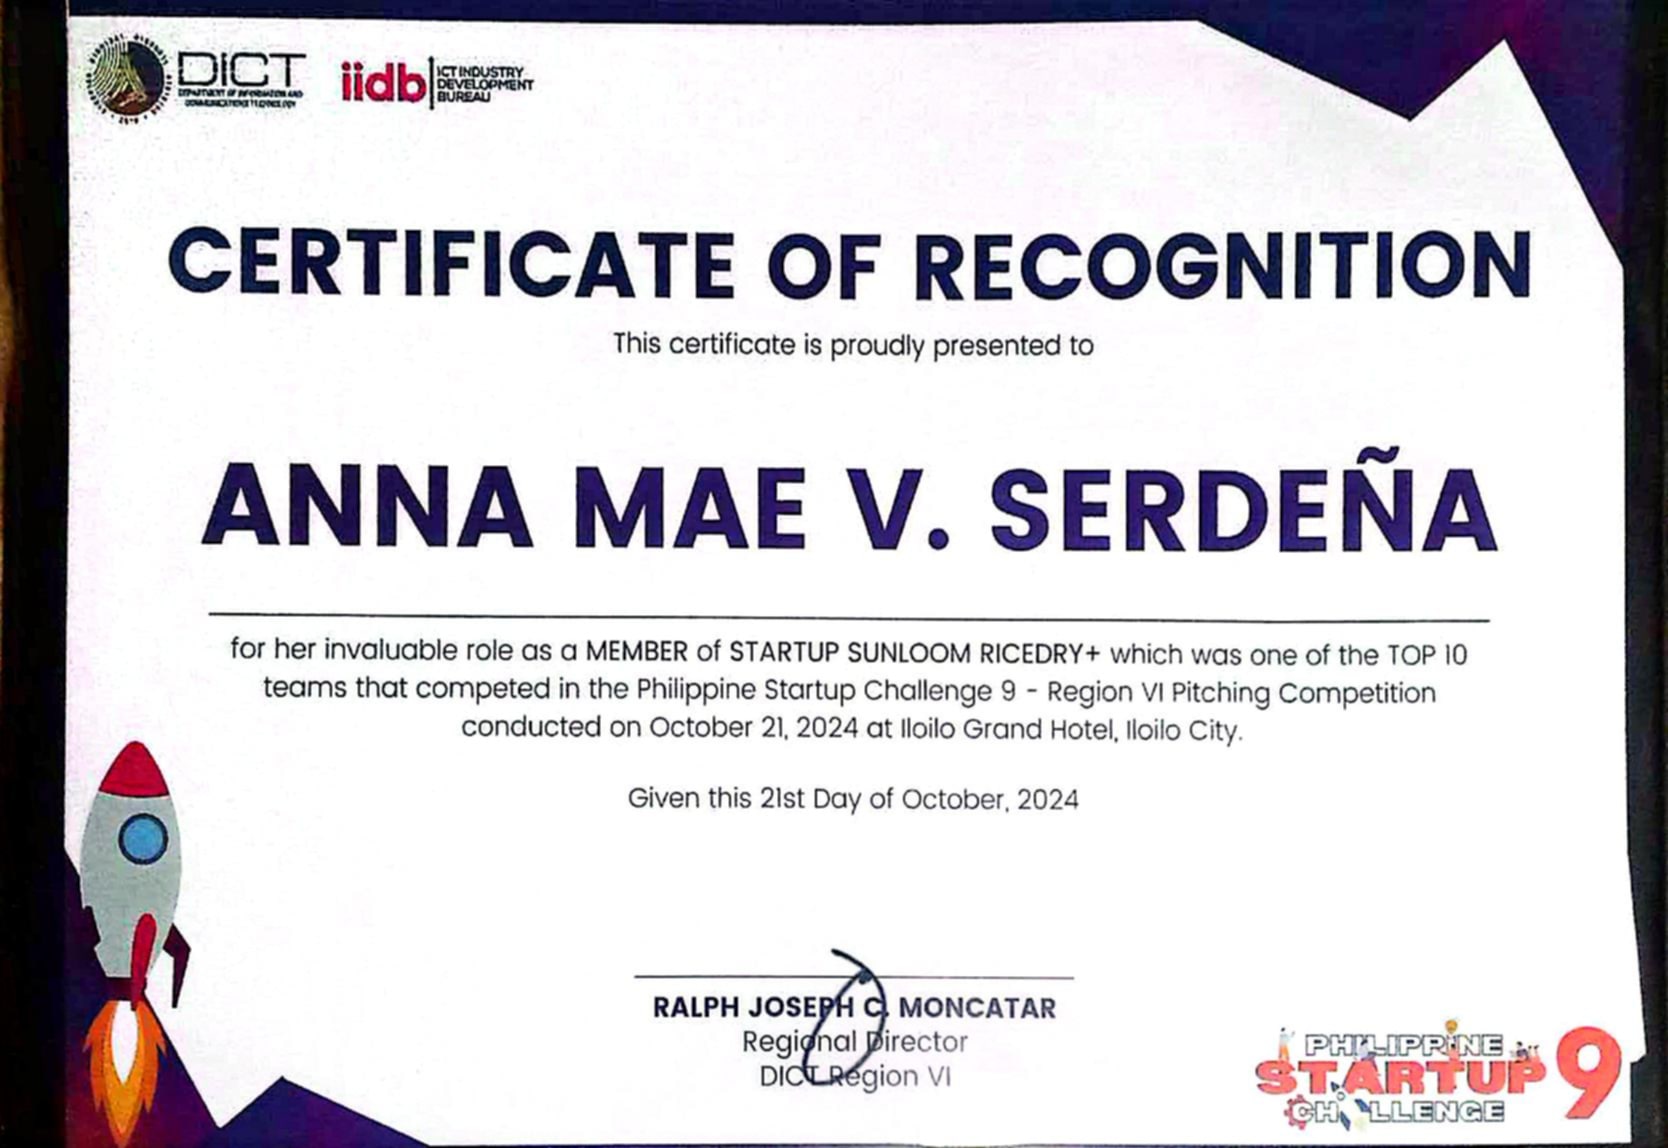 DICT
DEPARTMENT OF INFORMATION AND
COMMUNICATIONS TECHNOLOGY
iidb
ICT INDUSTRY
DEVELOPMENT
BUREAU
CERTIFICATE OF RECOGNITION
This certificate is proudly presented to
ANNA MAE V. SERDEÑA
for her invaluable role as a MEMBER of STARTUP SUNLOOM RICEDRY+ which was one of the TOP 10
teams that competed in the Philippine Startup Challenge 9 - Region VI Pitching Competition
conducted on October 21, 2024 at Iloilo Grand Hotel, Iloilo City.
Given this 21st Day of October, 2024
RALPH JOSEPH C. MONCATAR
Regional Director
DICT Region VI
PHILIPPINE
STARTUP 9
CHALLENGE